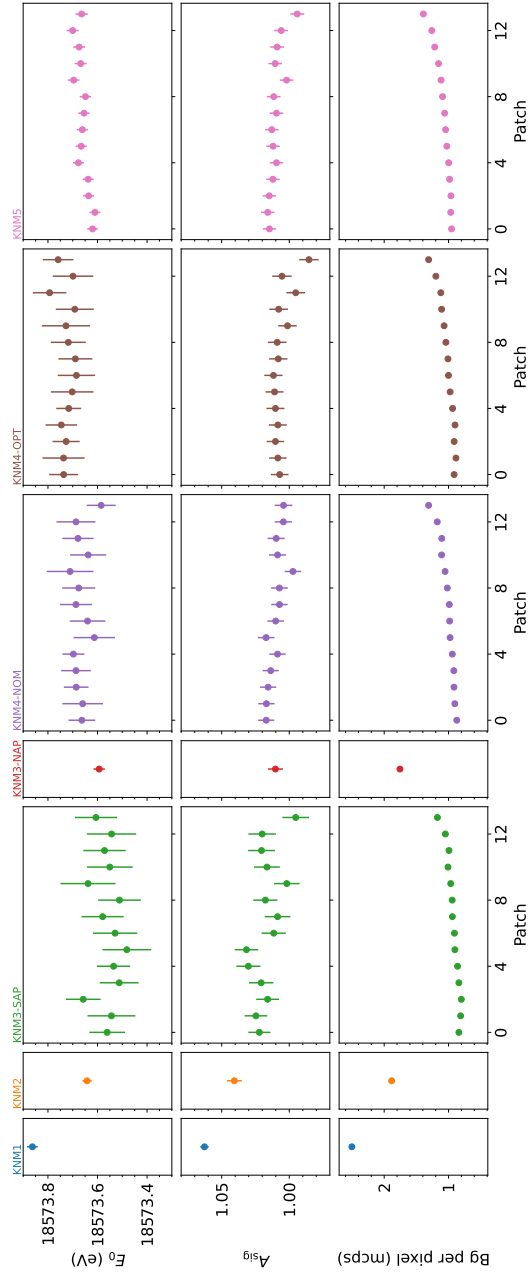 KNM1 KNM2 KNM3-SAP KNM3-NAP KNM4-NOM KNM4-OPT KNM5
E₀ (eV)
18573.8
18573.6
18573.4
A_sig
1.05
1.00
Bg per pixel (mcps)
2
1
0 4 8 12 0 4 8 12 0 4 8 12 0 4 8 12
Patch Patch Patch Patch